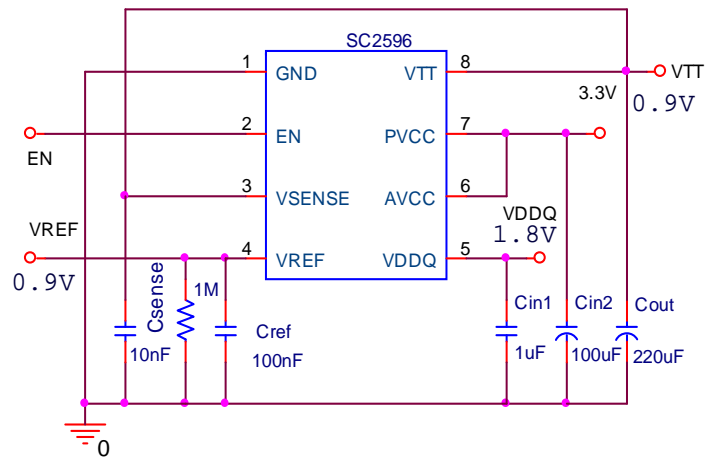 SC2596
1
GND
VTT
8
VTT
3.3V
0.9V
2
EN
PVCC
7
EN
3
VSENSE
AVCC
6
VREF
VDDQ
1.8V
4
VREF
VDDQ
5
0.9V
Csense
1M
Cin1
Cin2
Cout
Cref
10nF
100nF
1uF
100uF
220uF
0